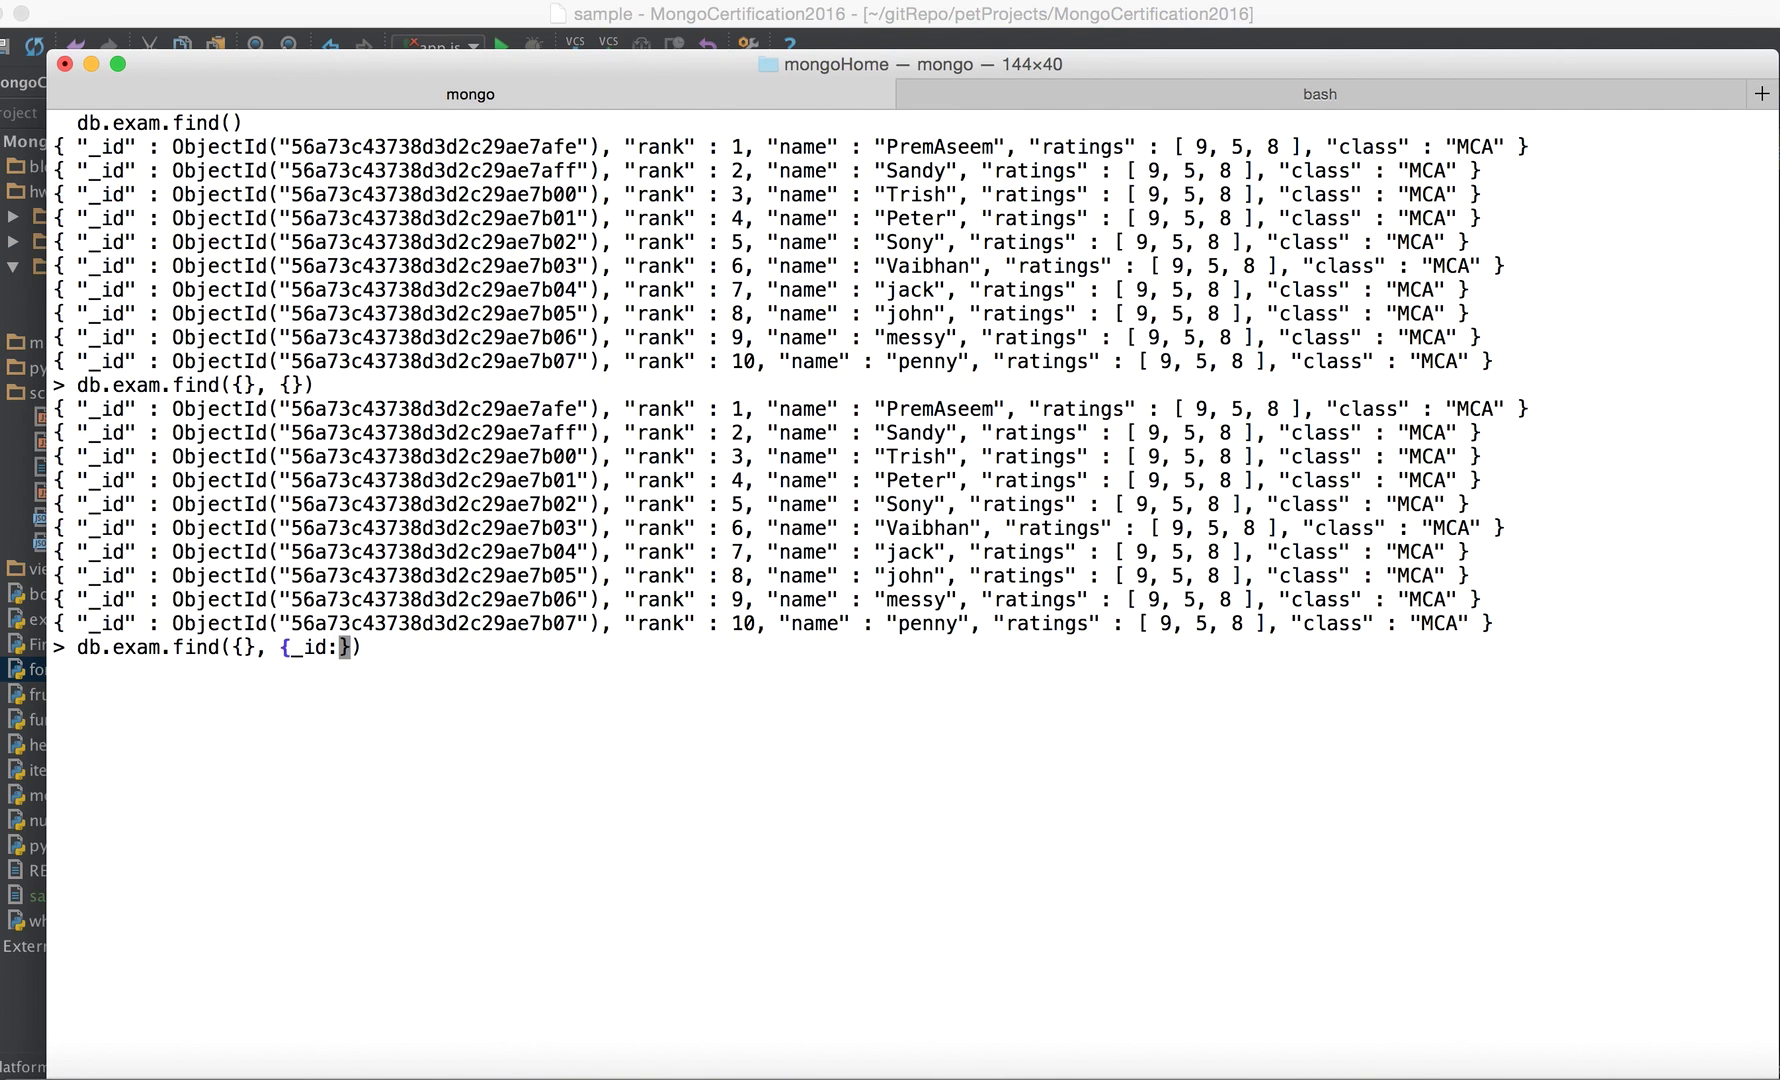 sample - MongoCertification2016 - [~/gitRepo/petProjects/MongoCertification2016]
app.js
VCS VCS
?
mongoHome — mongo — 144×40
mongo
bash
+
db.exam.find()
{ "_id" : ObjectId("56a73c43738d3d2c29ae7afe"), "rank" : 1, "name" : "PremAseem", "ratings" : [ 9, 5, 8 ], "class" : "MCA" }
{ "_id" : ObjectId("56a73c43738d3d2c29ae7aff"), "rank" : 2, "name" : "Sandy", "ratings" : [ 9, 5, 8 ], "class" : "MCA" }
{ "_id" : ObjectId("56a73c43738d3d2c29ae7b00"), "rank" : 3, "name" : "Trish", "ratings" : [ 9, 5, 8 ], "class" : "MCA" }
{ "_id" : ObjectId("56a73c43738d3d2c29ae7b01"), "rank" : 4, "name" : "Peter", "ratings" : [ 9, 5, 8 ], "class" : "MCA" }
{ "_id" : ObjectId("56a73c43738d3d2c29ae7b02"), "rank" : 5, "name" : "Sony", "ratings" : [ 9, 5, 8 ], "class" : "MCA" }
{ "_id" : ObjectId("56a73c43738d3d2c29ae7b03"), "rank" : 6, "name" : "Vaibhan", "ratings" : [ 9, 5, 8 ], "class" : "MCA" }
{ "_id" : ObjectId("56a73c43738d3d2c29ae7b04"), "rank" : 7, "name" : "jack", "ratings" : [ 9, 5, 8 ], "class" : "MCA" }
{ "_id" : ObjectId("56a73c43738d3d2c29ae7b05"), "rank" : 8, "name" : "john", "ratings" : [ 9, 5, 8 ], "class" : "MCA" }
{ "_id" : ObjectId("56a73c43738d3d2c29ae7b06"), "rank" : 9, "name" : "messy", "ratings" : [ 9, 5, 8 ], "class" : "MCA" }
{ "_id" : ObjectId("56a73c43738d3d2c29ae7b07"), "rank" : 10, "name" : "penny", "ratings" : [ 9, 5, 8 ], "class" : "MCA" }
> db.exam.find({}, {})
{ "_id" : ObjectId("56a73c43738d3d2c29ae7afe"), "rank" : 1, "name" : "PremAseem", "ratings" : [ 9, 5, 8 ], "class" : "MCA" }
{ "_id" : ObjectId("56a73c43738d3d2c29ae7aff"), "rank" : 2, "name" : "Sandy", "ratings" : [ 9, 5, 8 ], "class" : "MCA" }
{ "_id" : ObjectId("56a73c43738d3d2c29ae7b00"), "rank" : 3, "name" : "Trish", "ratings" : [ 9, 5, 8 ], "class" : "MCA" }
{ "_id" : ObjectId("56a73c43738d3d2c29ae7b01"), "rank" : 4, "name" : "Peter", "ratings" : [ 9, 5, 8 ], "class" : "MCA" }
{ "_id" : ObjectId("56a73c43738d3d2c29ae7b02"), "rank" : 5, "name" : "Sony", "ratings" : [ 9, 5, 8 ], "class" : "MCA" }
{ "_id" : ObjectId("56a73c43738d3d2c29ae7b03"), "rank" : 6, "name" : "Vaibhan", "ratings" : [ 9, 5, 8 ], "class" : "MCA" }
{ "_id" : ObjectId("56a73c43738d3d2c29ae7b04"), "rank" : 7, "name" : "jack", "ratings" : [ 9, 5, 8 ], "class" : "MCA" }
{ "_id" : ObjectId("56a73c43738d3d2c29ae7b05"), "rank" : 8, "name" : "john", "ratings" : [ 9, 5, 8 ], "class" : "MCA" }
{ "_id" : ObjectId("56a73c43738d3d2c29ae7b06"), "rank" : 9, "name" : "messy", "ratings" : [ 9, 5, 8 ], "class" : "MCA" }
{ "_id" : ObjectId("56a73c43738d3d2c29ae7b07"), "rank" : 10, "name" : "penny", "ratings" : [ 9, 5, 8 ], "class" : "MCA" }
> db.exam.find({}, {_id:})
ongoC
roject
Mong
bl
hw
m
py
sc
vie
bo
ex
Fin
for
fru
fu
he
ite
me
nu
py
RE
sa
wh
Extern
latform